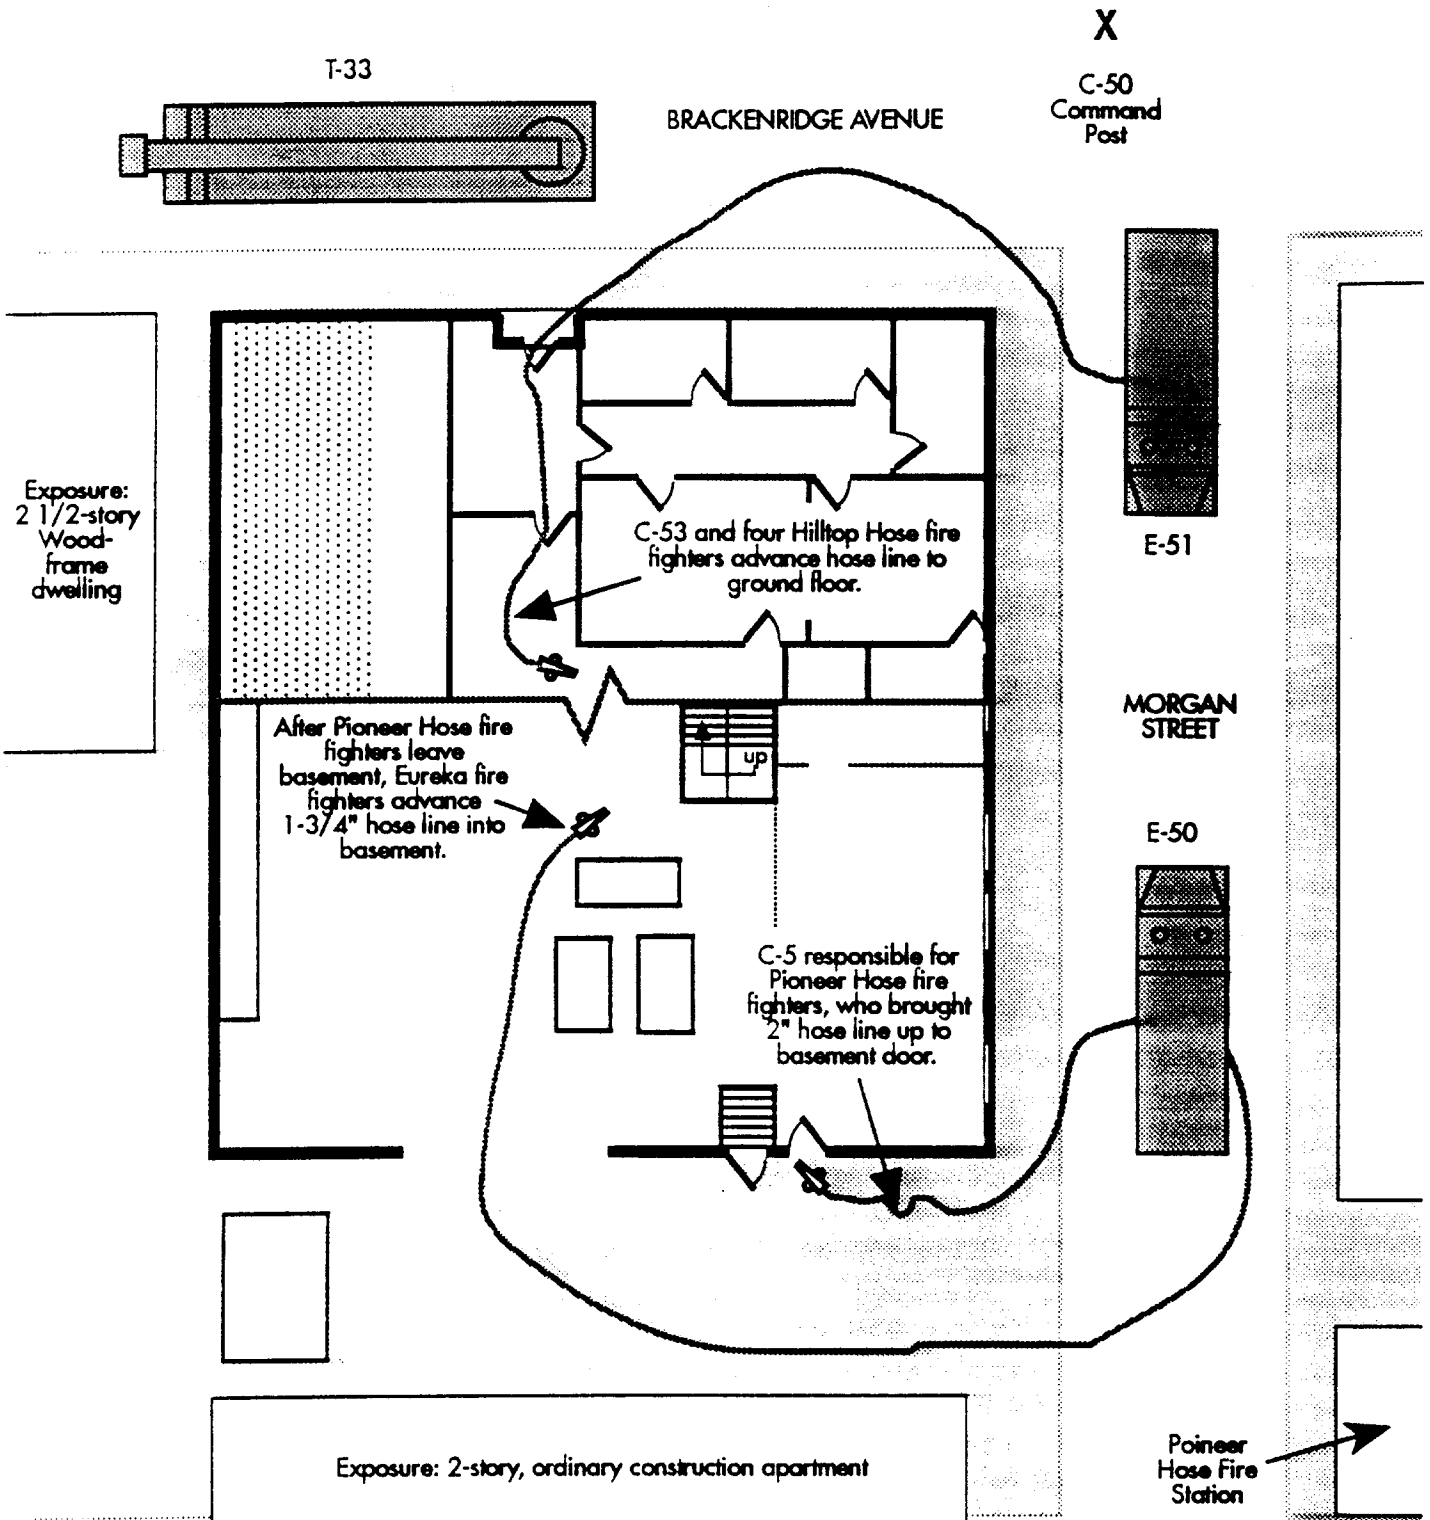 X
T-33
C-50
Command
Post
BRACKENRIDGE AVENUE
Exposure:
2 1/2-story
Wood-
frame
dwelling
C-53 and four Hilltop Hose fire
fighters advance hose line to
ground floor.
E-51
MORGAN
STREET
After Pioneer Hose fire
fighters leave
basement, Eureka fire
fighters advance
1-3/4" hose line into
basement.
up
E-50
C-5 responsible for
Pioneer Hose fire
fighters, who brought
2" hose line up to
basement door.
Exposure: 2-story, ordinary construction apartment
Poineer
Hose Fire
Station